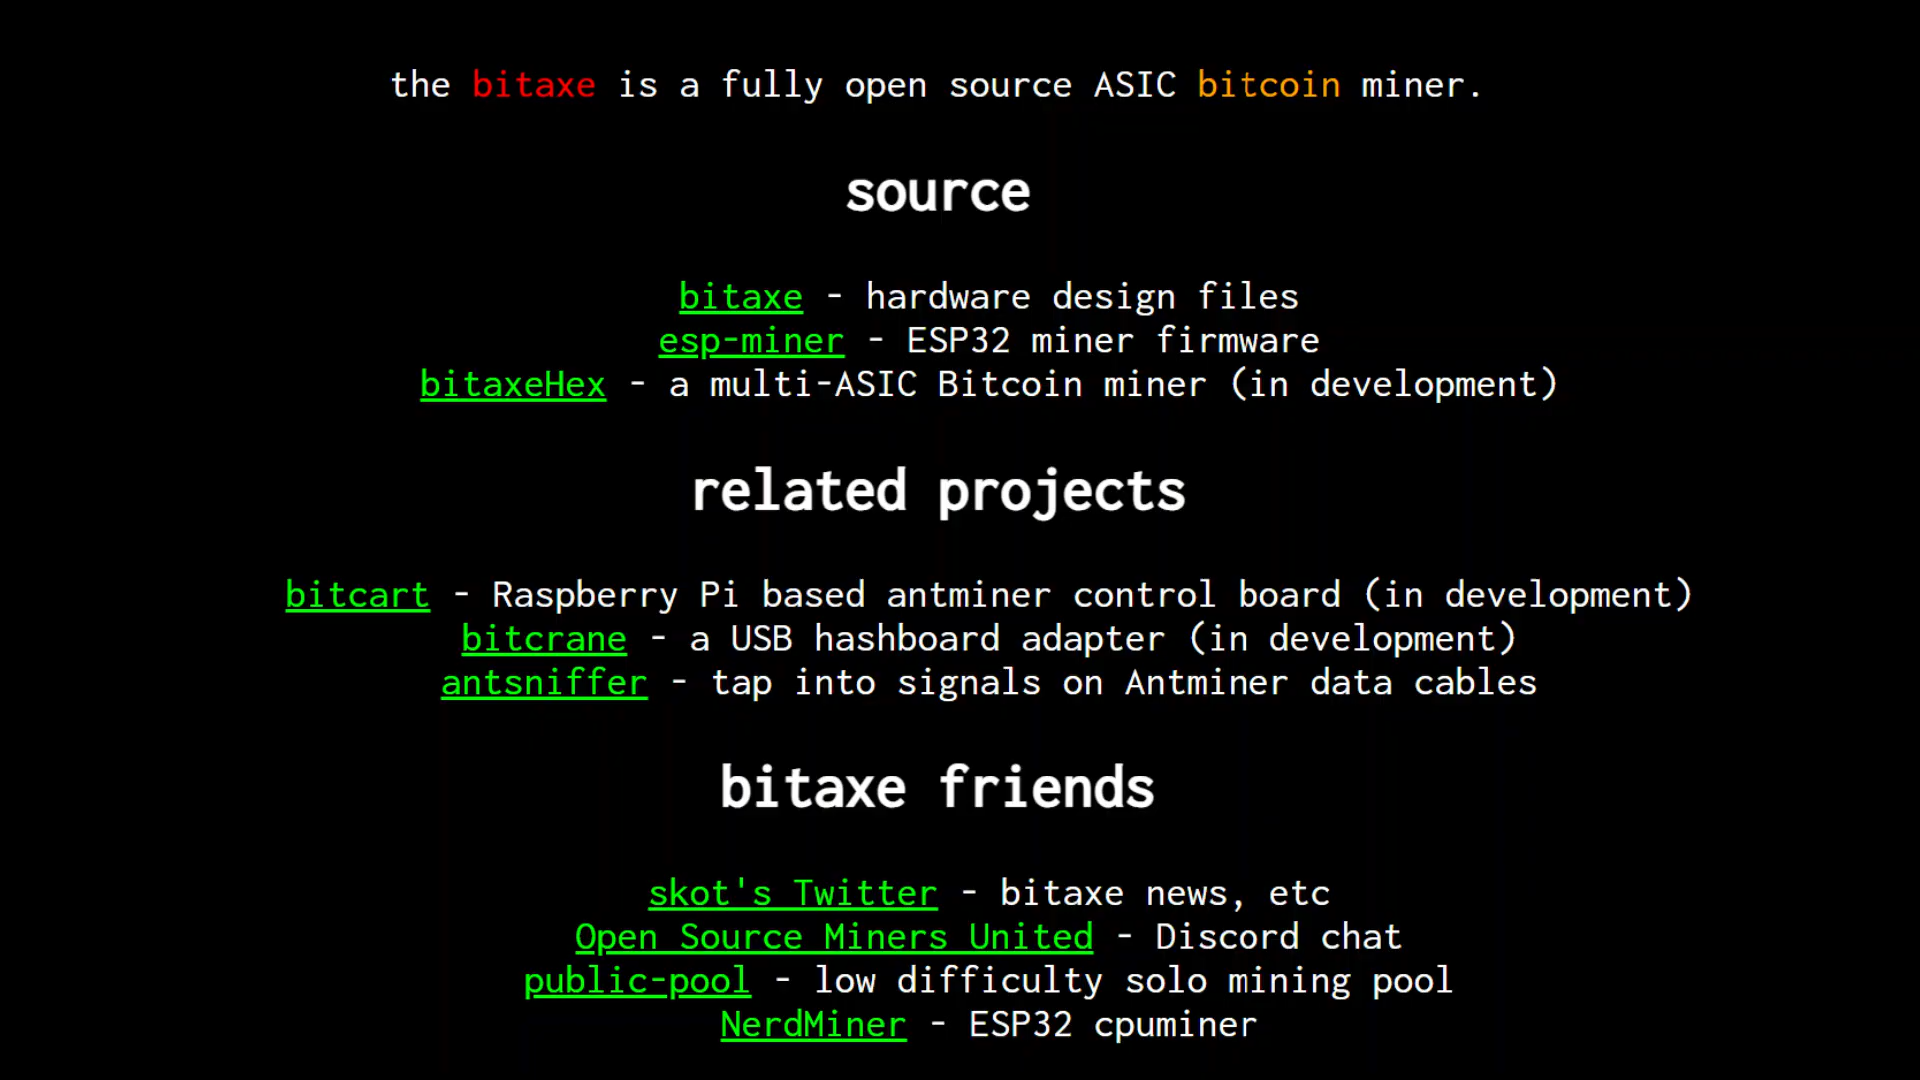 the bitaxe is a fully open source ASIC bitcoin miner.
source
bitaxe - hardware design files
esp-miner - ESP32 miner firmware
bitaxeHex - a multi-ASIC Bitcoin miner (in development)
related projects
bitcart - Raspberry Pi based antminer control board (in development)
bitcrane - a USB hashboard adapter (in development)
antsniffer - tap into signals on Antminer data cables
bitaxe friends
skot's Twitter - bitaxe news, etc
Open Source Miners United - Discord chat
public-pool - low difficulty solo mining pool
NerdMiner - ESP32 cpuminer